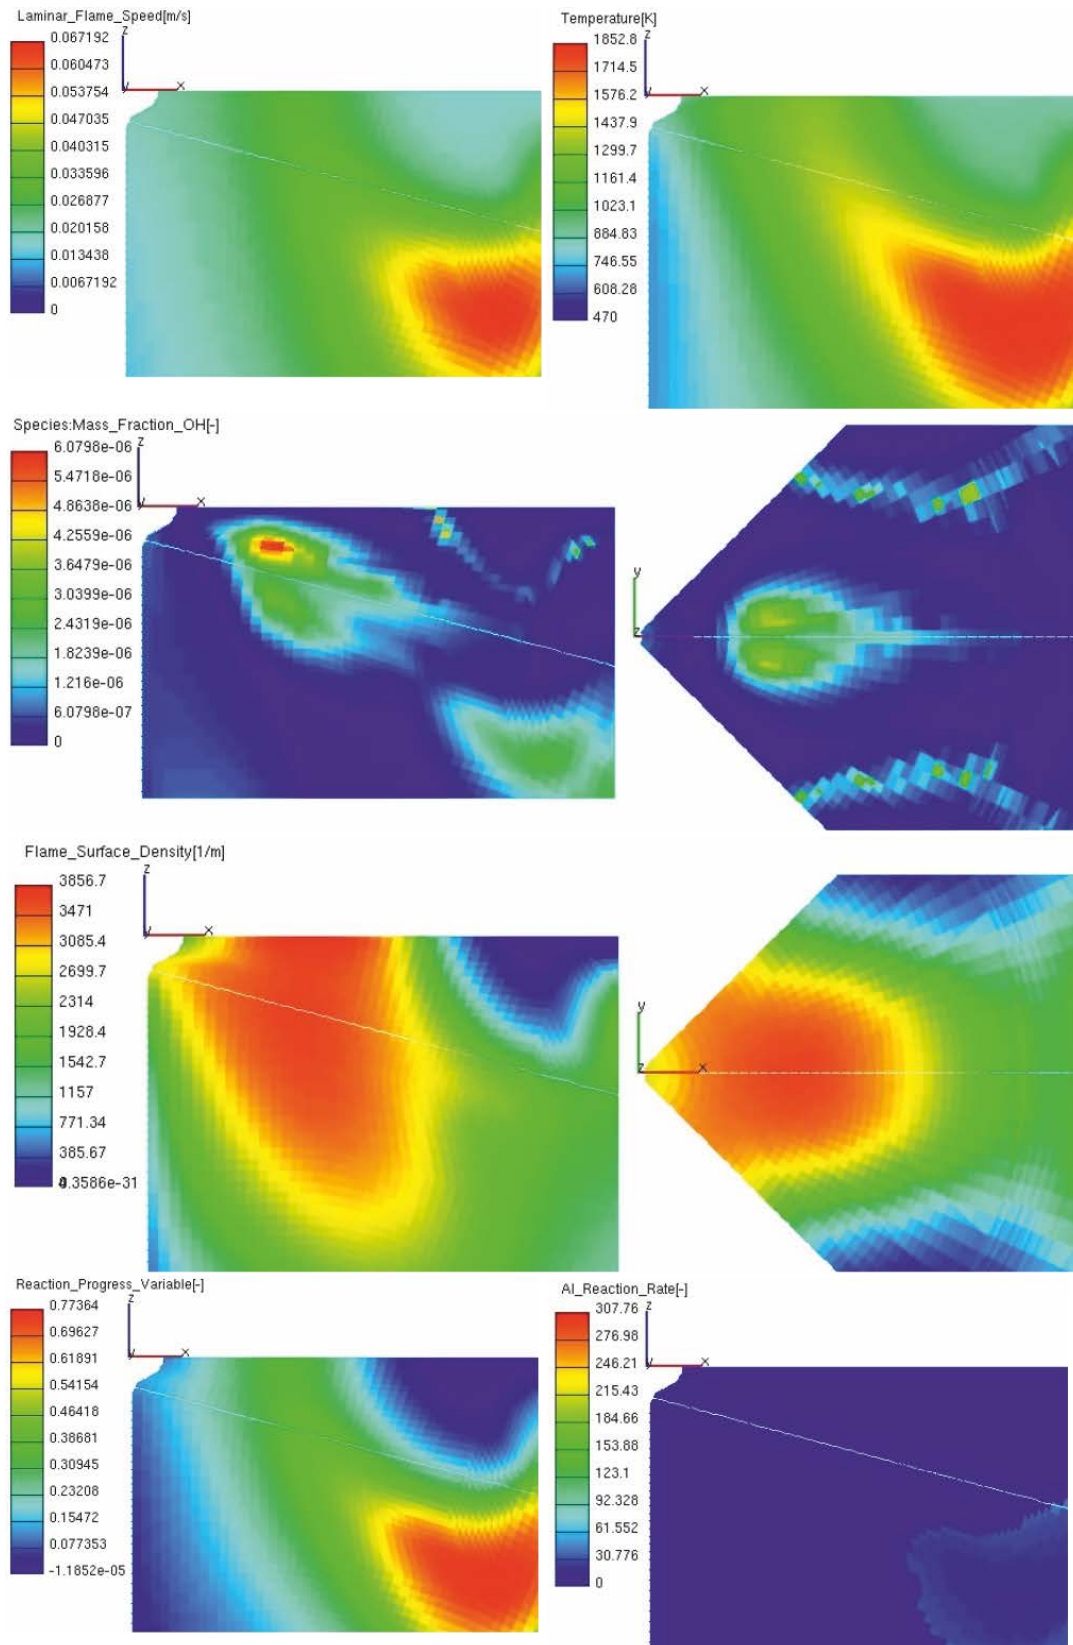 Laminar_Flame_Speed[m/s]
0.067192
0.060473
0.053754
0.047035
0.040315
0.033596
0.026877
0.020158
0.013438
0.0067192
0
z
x
Temperature[K]
1852.8
1714.5
1576.2
1437.9
1299.7
1161.4
1023.1
884.83
746.55
608.28
470
z
x
Species:Mass_Fraction_OH[-]
6.0798e-06
5.4718e-06
4.8638e-06
4.2559e-06
3.6479e-06
3.0399e-06
2.4319e-06
1.8239e-06
1.216e-06
6.0798e-07
0
z
x
y
z
Flame_Surface_Density[1/m]
3856.7
3471
3085.4
2699.7
2314
1928.4
1542.7
1157
771.34
385.67
.3586e-31
z
x
y
z
x
Reaction_Progress_Variable[-]
0.77364
0.69627
0.61891
0.54154
0.46418
0.38681
0.30945
0.23208
0.15472
0.077353
-1.1852e-05
z
x
AI_Reaction_Rate[-]
307.76
276.98
246.21
215.43
184.66
153.88
123.1
92.328
61.552
30.776
0
z
x